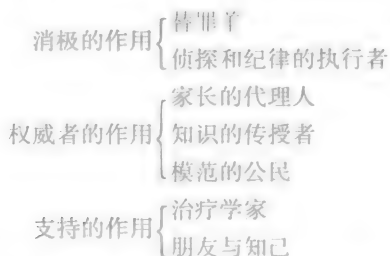 替罪羊
消极的作用
侦探和纪律的执行者
家长的代理人
权威者的作用 知识的传授者
模范的公民
治疗学家
支持的作用
朋友与知己